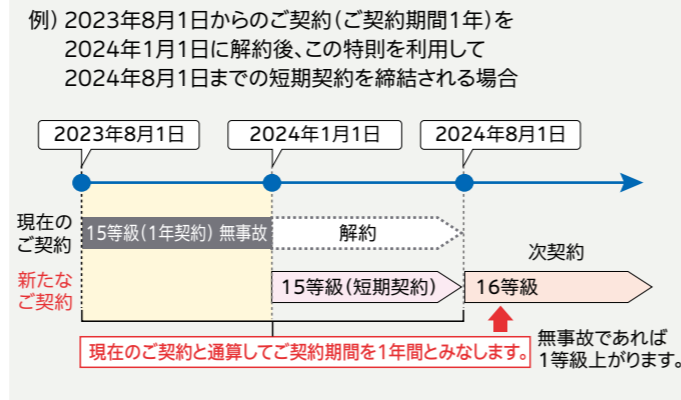 例）2023年8月1日からのご契約（ご契約期間1年）を
2024年1月1日に解約後、この特則を利用して
2024年8月1日までの短期契約を締結される場合
2023年8月1日
2024年1月1日
2024年8月1日
現在の
ご契約
15等級（1年契約） 無事故
解約
次契約
新たな
ご契約
15等級（短期契約）
16等級
現在のご契約と通算してご契約期間を1年間とみなします。
無事故であれば
1等級上がります。